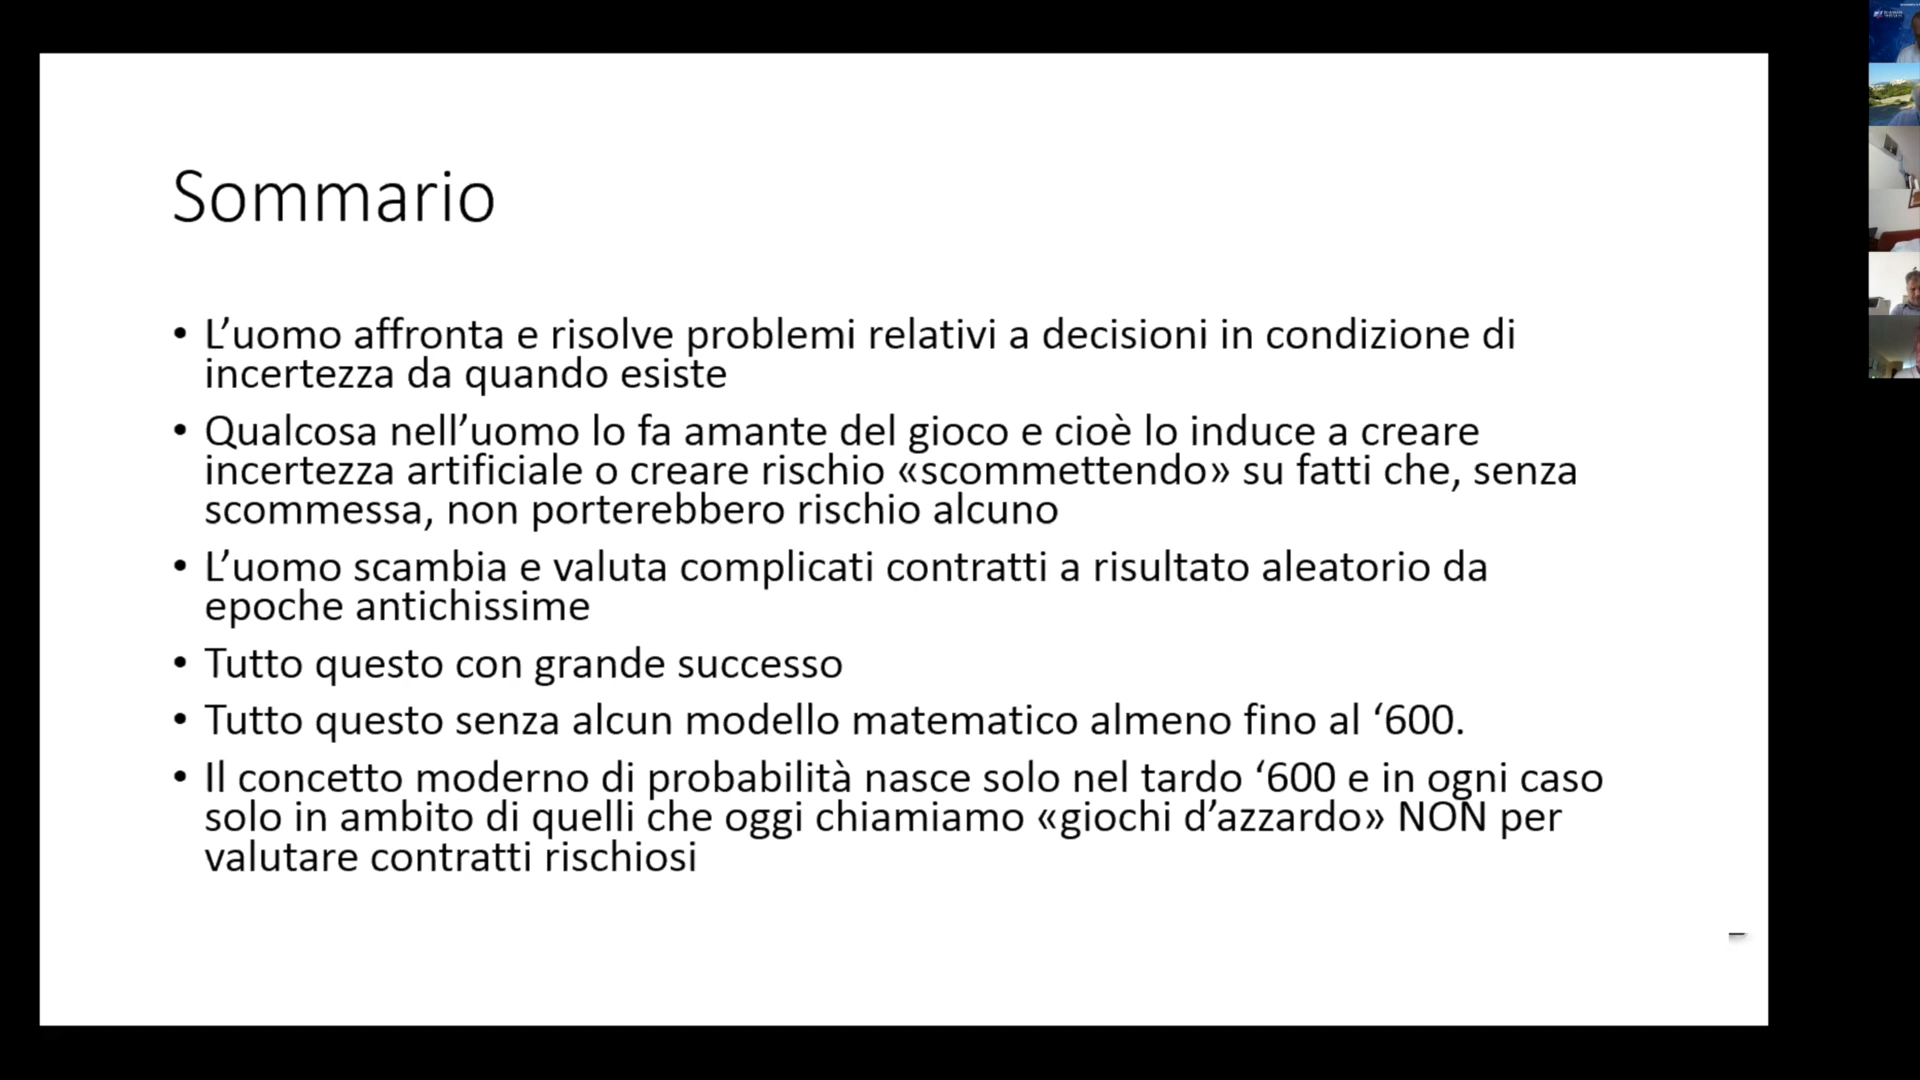 Sommario
• L’uomo affronta e risolve problemi relativi a decisioni in condizione di
incertezza da quando esiste
• Qualcosa nell’uomo lo fa amante del gioco e cioè lo induce a creare
incertezza artificiale o creare rischio «scommettendo» su fatti che, senza
scommessa, non porterebbero rischio alcuno
• L’uomo scambia e valuta complicati contratti a risultato aleatorio da
epoche antichissime
• Tutto questo con grande successo
• Tutto questo senza alcun modello matematico almeno fino al ‘600.
• Il concetto moderno di probabilità nasce solo nel tardo ‘600 e in ogni caso
solo in ambito di quelli che oggi chiamiamo «giochi d’azzardo» NON per
valutare contratti rischiosi